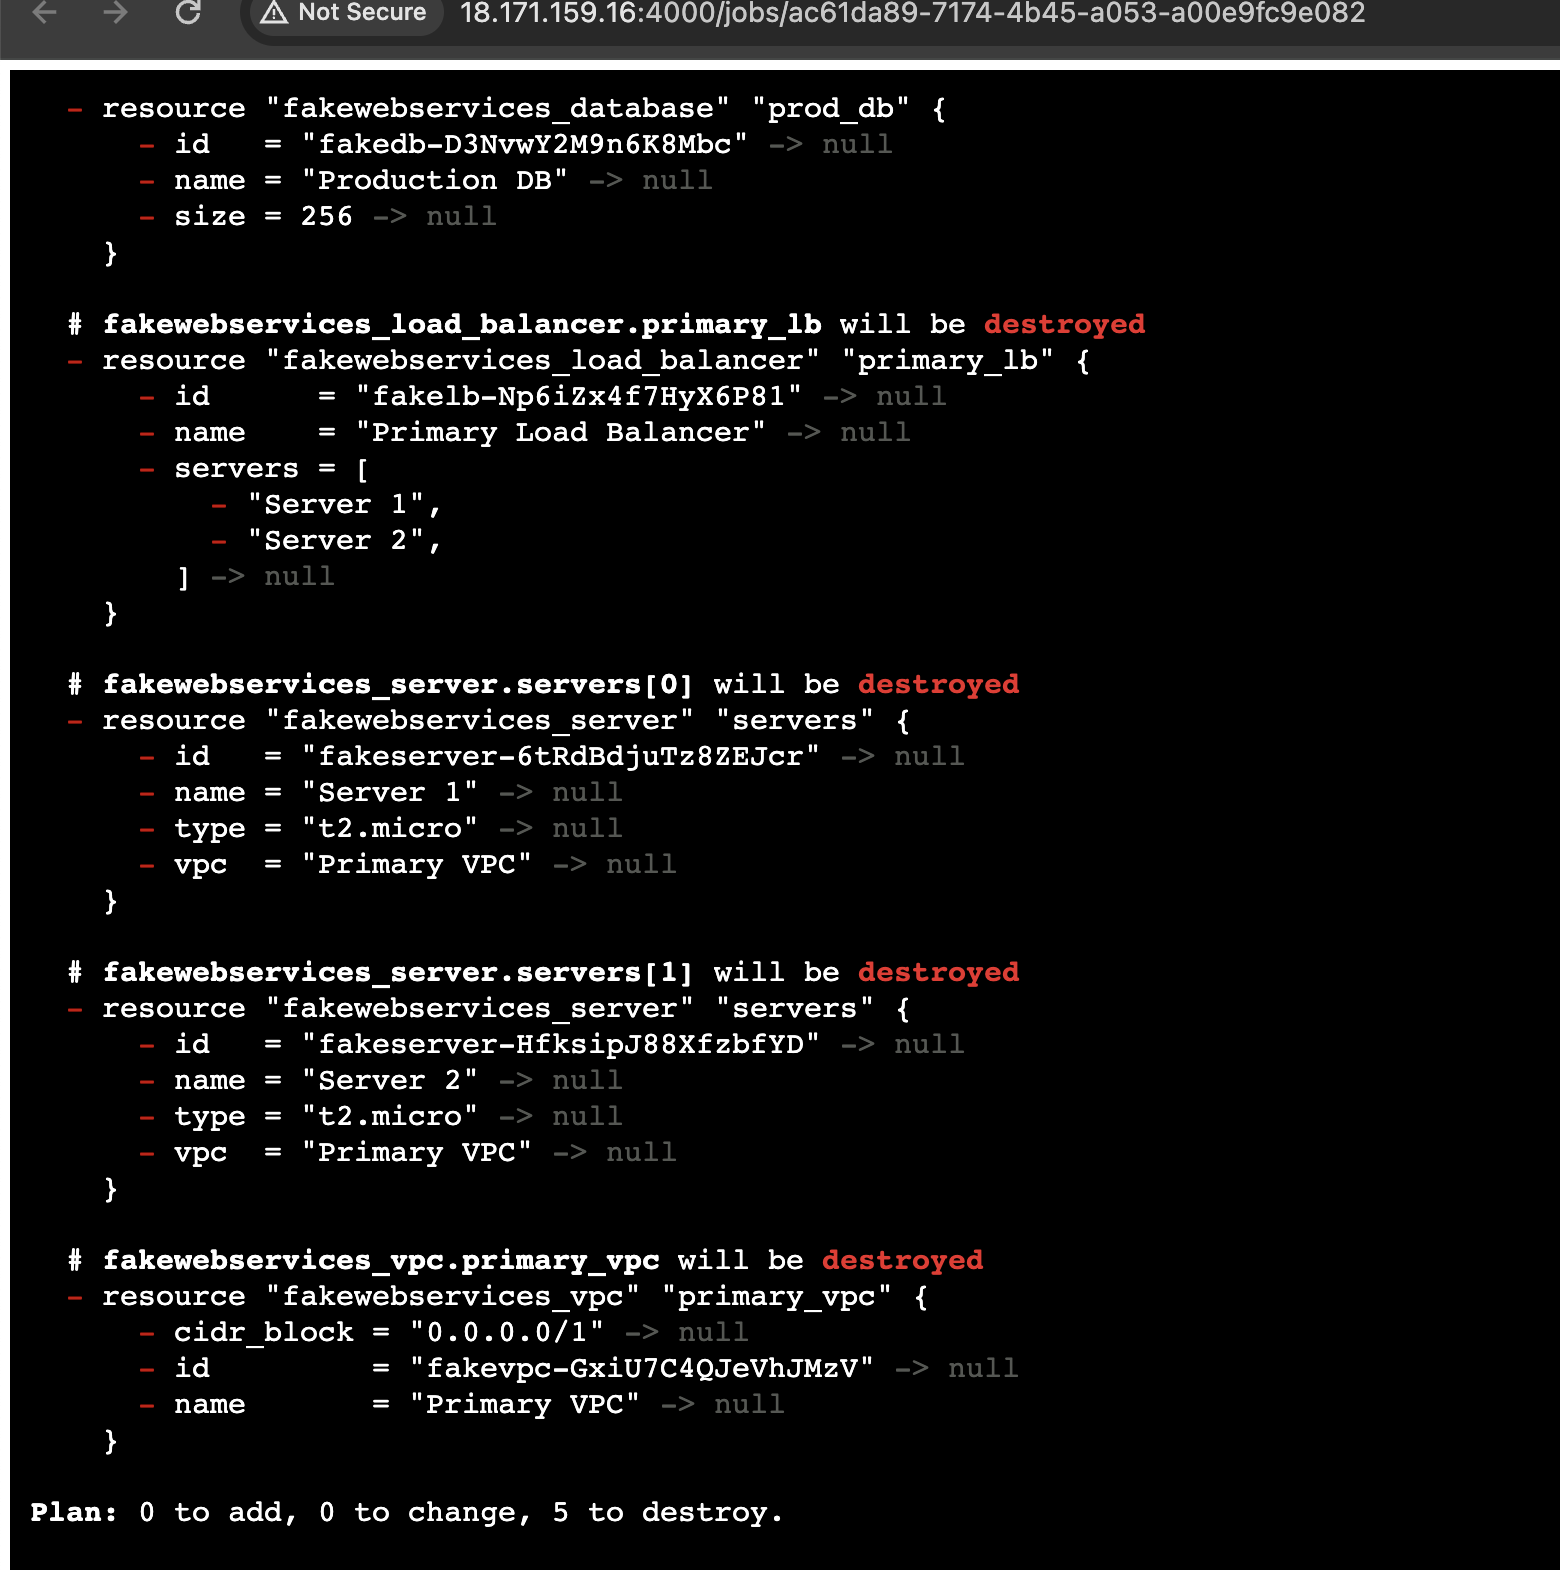 Not Secure 18.171.159.16:4000/jobs/ac61da89-7174-4b45-a053-a00e9fc9e082
- resource "fakewebservices_database" "prod_db" {
- id   = "fakedb-D3NvwY2M9n6K8Mbc" -> null
- name = "Production DB" -> null
- size = 256 -> null
}
# fakewebservices_load_balancer.primary_lb will be destroyed
- resource "fakewebservices_load_balancer" "primary_lb" {
- id      = "fakelb-Np6iZx4f7HyX6P81" -> null
- name    = "Primary Load Balancer" -> null
- servers = [
- "Server 1",
- "Server 2",
] -> null
}
# fakewebservices_server.servers[0] will be destroyed
- resource "fakewebservices_server" "servers" {
- id   = "fakeserver-6tRdBdjuTz8ZEJcr" -> null
- name = "Server 1" -> null
- type = "t2.micro" -> null
- vpc  = "Primary VPC" -> null
}
# fakewebservices_server.servers[1] will be destroyed
- resource "fakewebservices_server" "servers" {
- id   = "fakeserver-HfksipJ88XfzbfYD" -> null
- name = "Server 2" -> null
- type = "t2.micro" -> null
- vpc  = "Primary VPC" -> null
}
# fakewebservices_vpc.primary_vpc will be destroyed
- resource "fakewebservices_vpc" "primary_vpc" {
- cidr_block = "0.0.0.0/1" -> null
- id         = "fakevpc-GxiU7C4QJeVhJMzV" -> null
- name       = "Primary VPC" -> null
}
Plan: 0 to add, 0 to change, 5 to destroy.